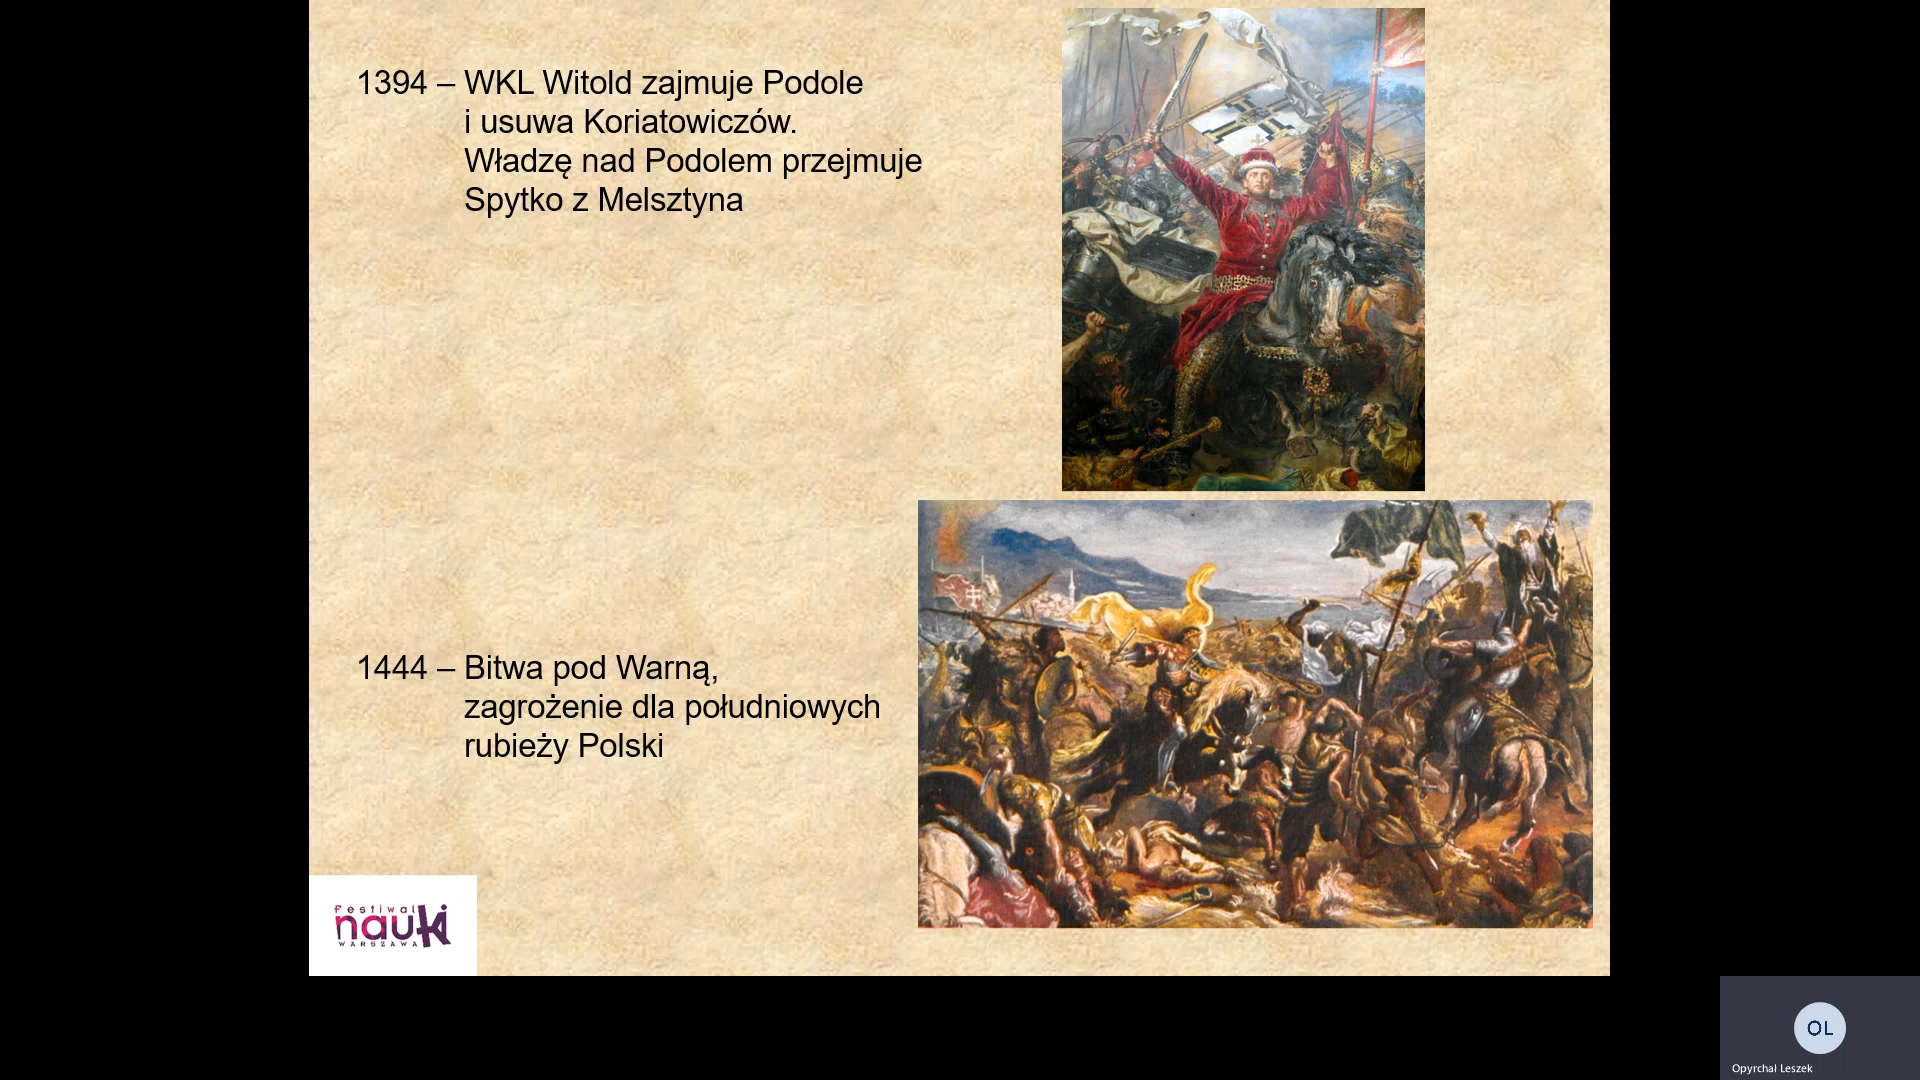 1394 – WKL Witold zajmuje Podole
i usuwa Koriatowiczów.
Władzę nad Podolem przejmuje
Spytko z Melsztyna
1444 – Bitwa pod Warną,
zagrożenie dla południowych
rubieży Polski
Festiwal
nauki
WARSZAWA
OL
Opyrchał Leszek